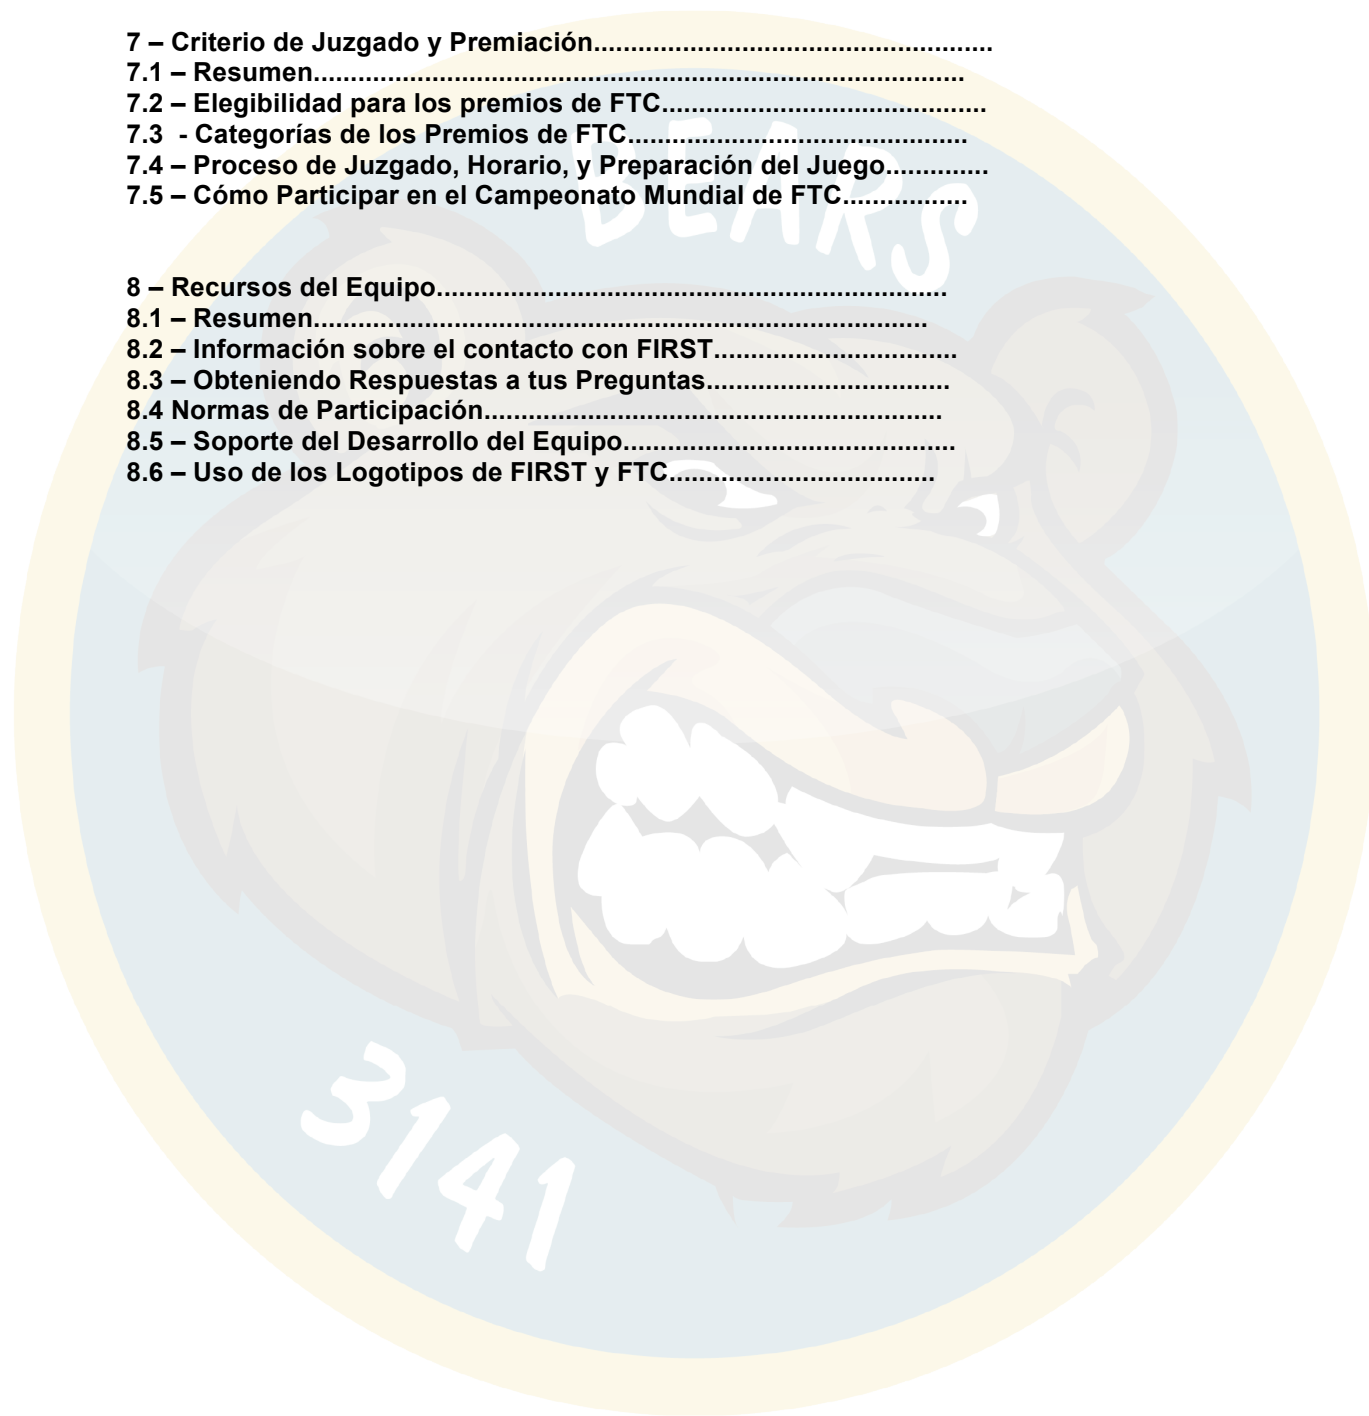 7 – Criterio de Juzgado y Premiación.....................................................
7.1 – Resumen......................................................................................
7.2 – Elegibilidad para los premios de FTC...........................................
7.3  - Categorías de los Premios de FTC.............................................
7.4 – Proceso de Juzgado, Horario, y Preparación del Juego..............
7.5 – Cómo Participar en el Campeonato Mundial de FTC.................
BEARS
8 – Recursos del Equipo....................................................................
8.1 – Resumen.................................................................................
8.2 – Información sobre el contacto con FIRST................................
8.3 – Obteniendo Respuestas a tus Preguntas................................
8.4 Normas de Participación.............................................................
8.5 – Soporte del Desarrollo del Equipo............................................
8.6 – Uso de los Logotipos de FIRST y FTC...................................
3141